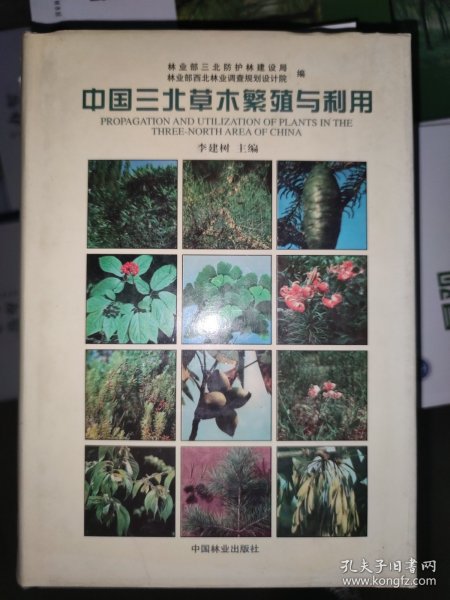 林业部三北防护林建设局
林业部西北林业调查规划设计院 编
中国三北草木繁殖与利用
PROPAGATION AND UTILIZATION OF PLANTS IN THE
THREE-NORTH AREA OF CHINA
李建树 主编
中国林业出版社
孔夫子旧书网
www.kongfz.com